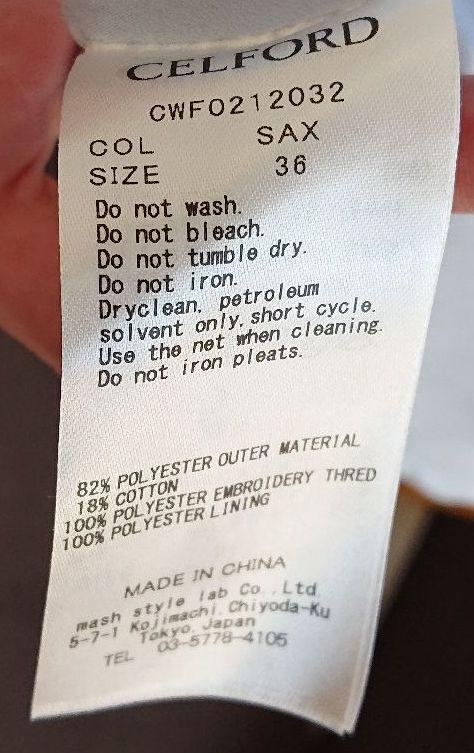 CELFORD
CWFO212032
COL SAX
SIZE 36
Do not wash.
Do not bleach.
Do not tumble dry.
Do not iron.
Dryclean, petroleum
solvent only, short cycle.
Use the net when cleaning.
Do not iron pleats.
82% POLYESTER OUTER MATERIAL
18% COTTON
100% POLYESTER EMBROIDERY THRED
100% POLYESTER LINING
MADE IN CHINA
mash style lab Co., Ltd.
5-7-1 Kojimachi, Chiyoda-Ku
Tokyo, Japan
TEL 03-5778-4105